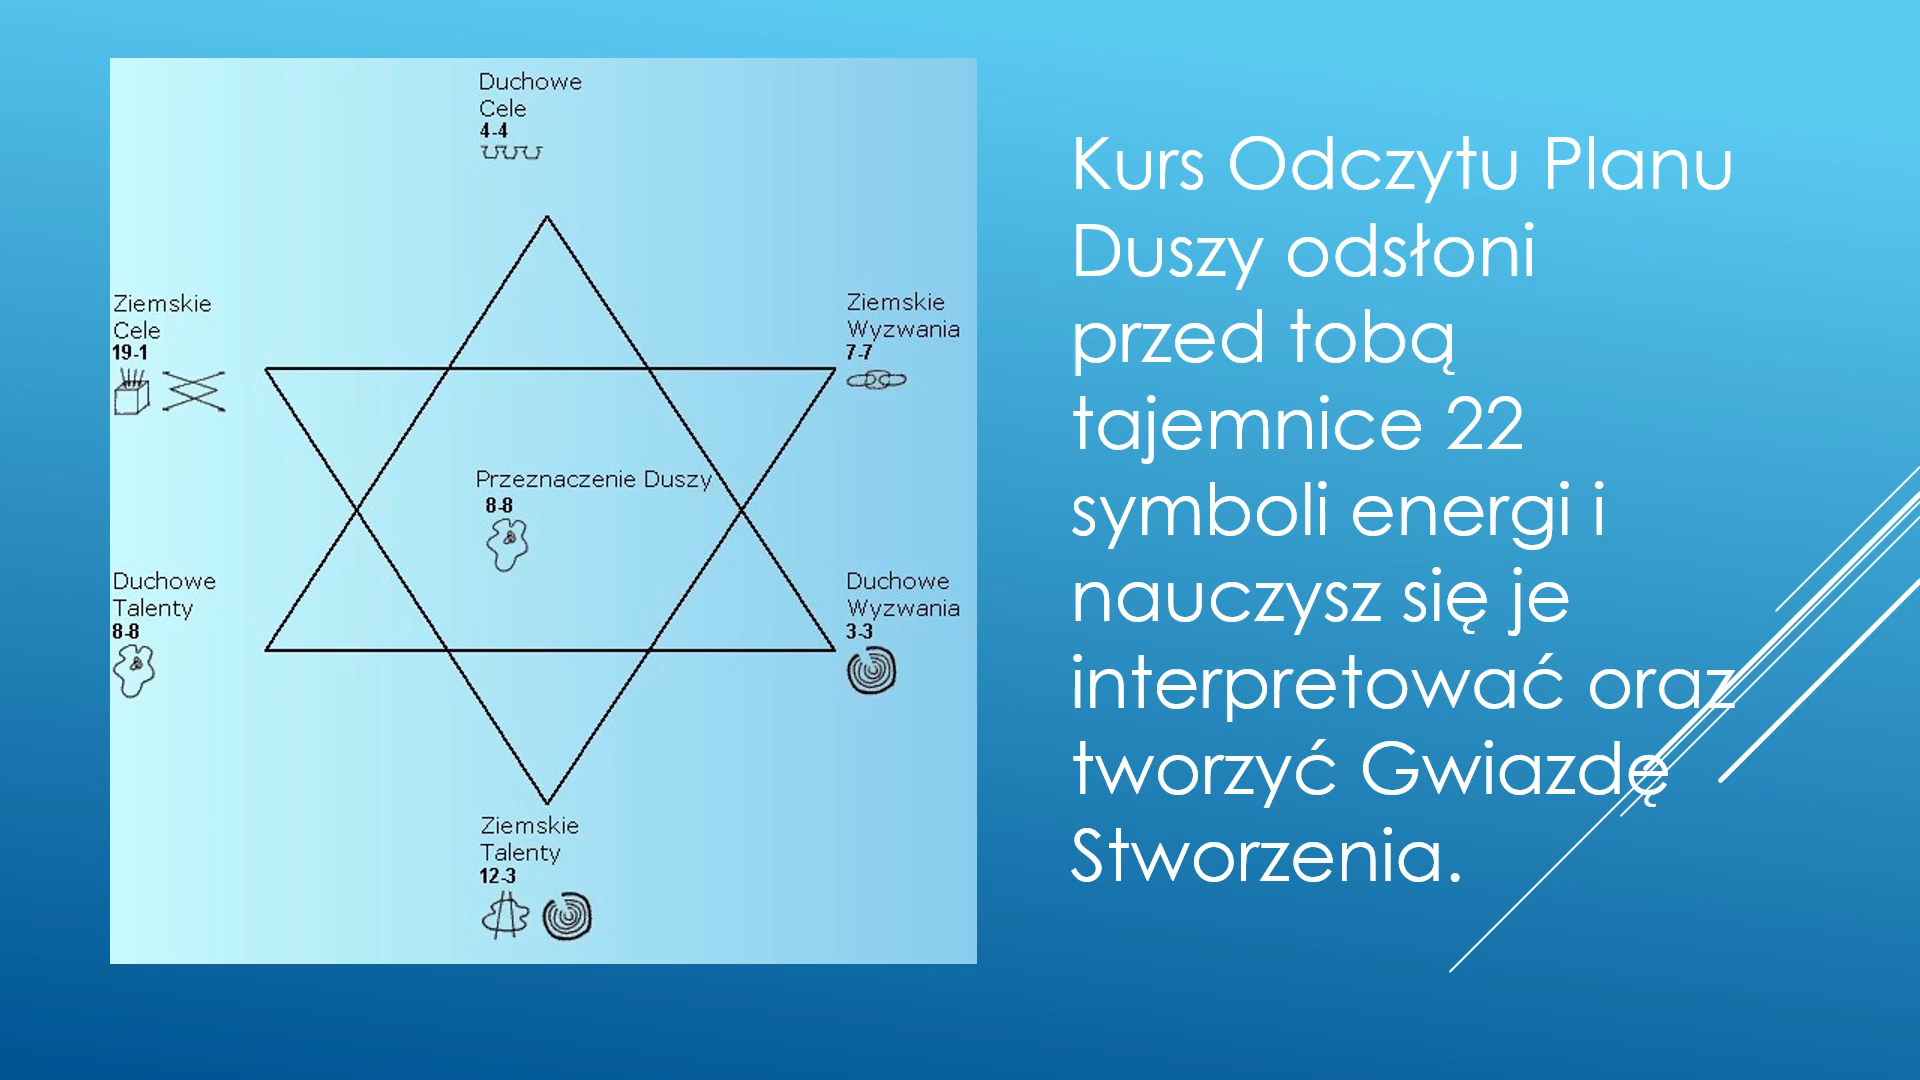 Duchowe
Cele
4-4
Ziemskie
Cele
19-1
Ziemskie
Wyzwania
7-7
Przeznaczenie Duszy
8-8
Duchowe
Talenty
8-8
Duchowe
Wyzwania
3-3
Ziemskie
Talenty
12-3
Kurs Odczytu Planu
Duszy odsłoni
przed tobą
tajemnice 22
symboli energi i
nauczysz się je
interpretować oraz
tworzyć Gwiazdę
Stworzenia.